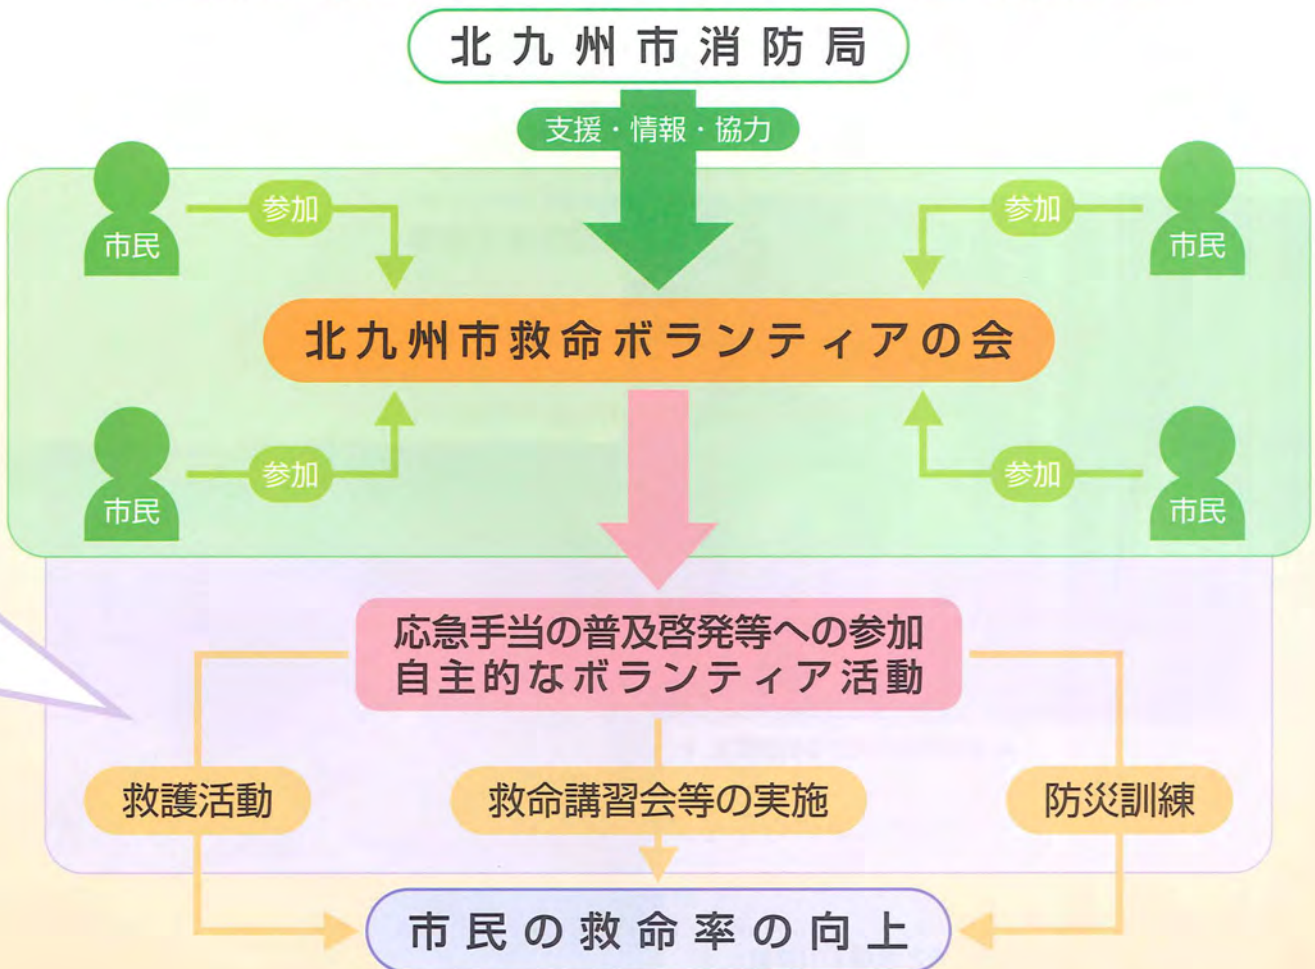 北九州市消防局
支援・情報・協力
参加
参加
市民
市民
北九州市救命ボランティアの会
参加
参加
市民
市民
応急手当の普及啓発等への参加
自主的なボランティア活動
救護活動
救命講習会等の実施
防災訓練
市民の救命率の向上